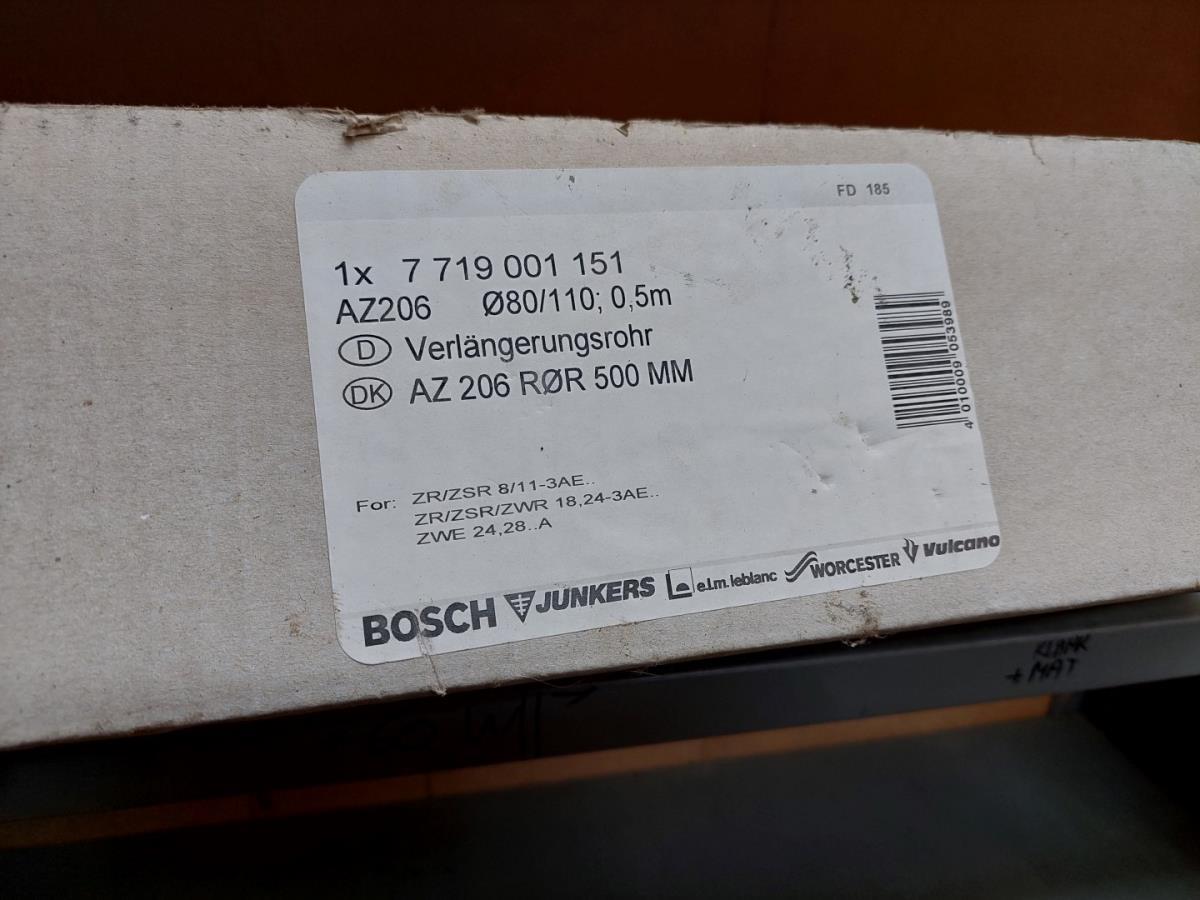 FD 185
1x 7 719 001 151
AZ206 Ø80/110; 0,5m
D Verlängerungsrohr
DK AZ 206 RØR 500 MM
4 010009 053989
For: ZR/ZSR 8/11-3AE..
ZR/ZSR/ZWR 18,24-3AE..
ZWE 24,28..A
BOSCH JUNKERS e.l.m. leblanc WORCESTER Vulcano
+ MAT